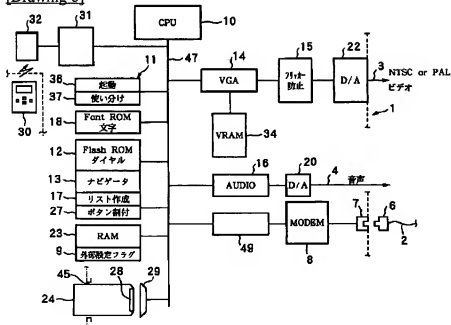 [Drawing 3]
32
31
CPU
10
47
11
14
15
22
3
36
起動
37
使い分け
VGA
フリッカー
防止
D/A
NTSC or PAL
ビデオ
1
30
18
Font ROM
文字
VRAM
34
12
Flash ROM
ダイヤル
13
ナビゲータ
16
20
4
AUDIO
D/A
音声
17
リスト作成
27
ボタン割付
7
6
23
RAM
49
MODEM
8
2
9
外部設定フラグ
45
28
29
24